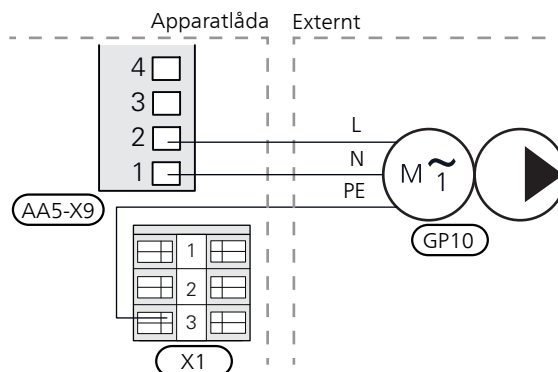 Apparatlåda Externt
4
3
2
1
L
N
PE
M ~ 1
AA5-X9
GP10
1
2
3
X1